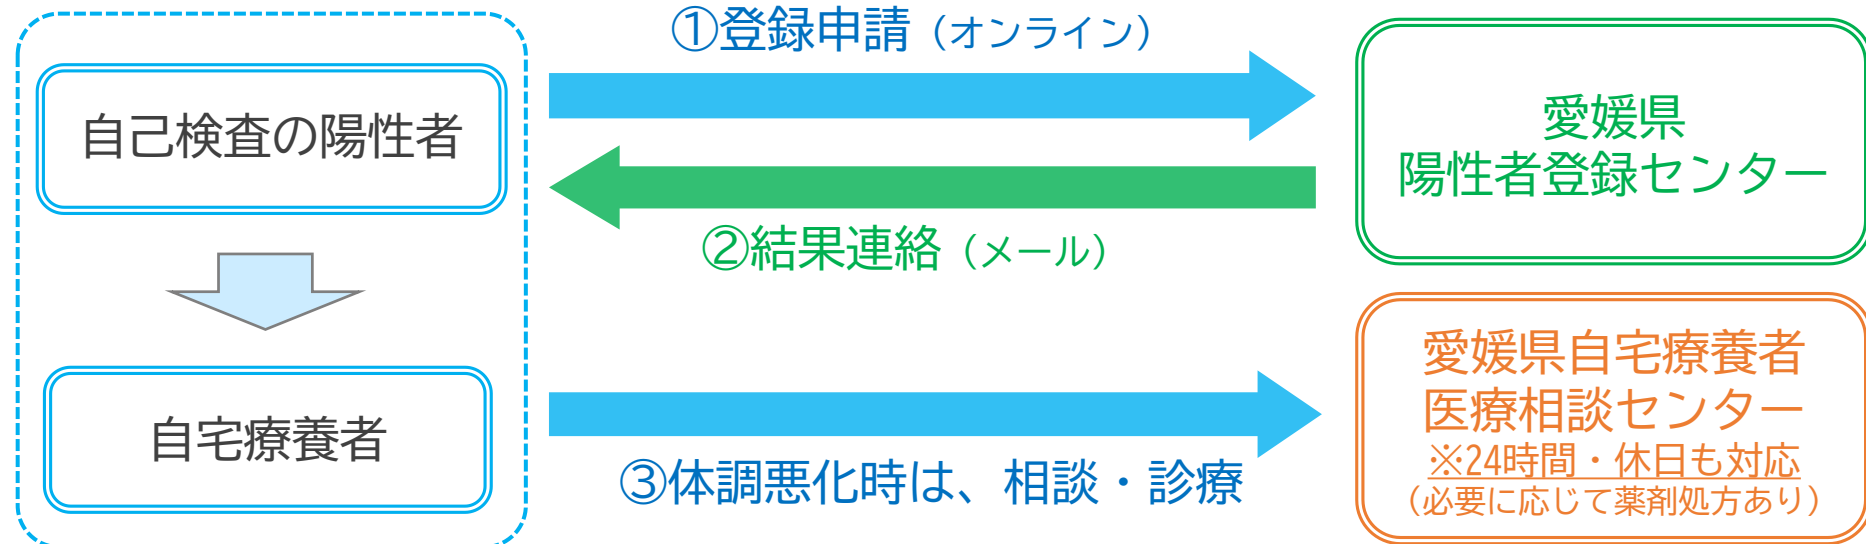 ①登録申請（オンライン）
自己検査の陽性者
愛媛県
陽性者登録センター
②結果連絡（メール）
自宅療養者
③体調悪化時は、相談・診療
愛媛県自宅療養者
医療相談センター
※24時間・休日も対応
（必要に応じて薬剤処方あり）